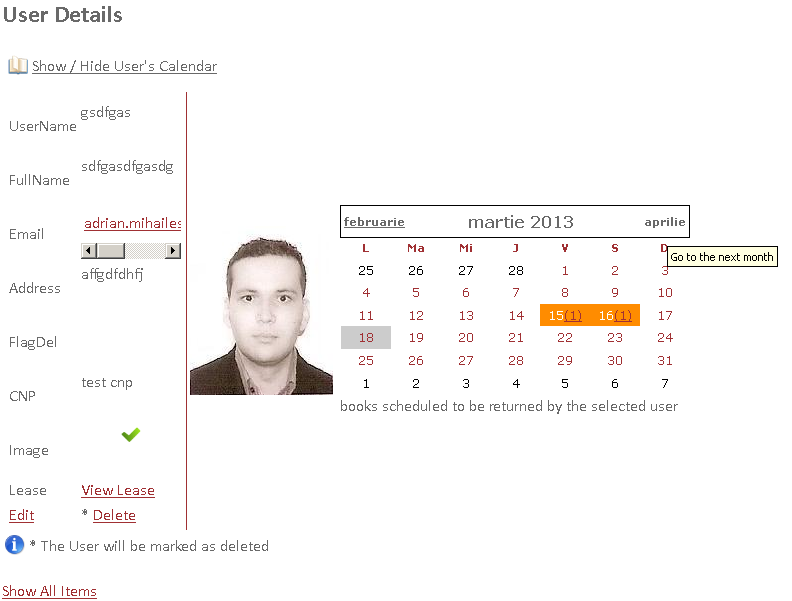 User Details
Show / Hide User's Calendar
UserName gsdfgas
FullName sdfgasdfgasdg
Email adrian.mihailes
Address affgdfdhfj
FlagDel
CNP test cnp
Image
Lease View Lease
Edit * Delete
februarie martie 2013 aprilie
L Ma Mi J V S D
Go to the next month
25 26 27 28 1 2 3
4 5 6 7 8 9 10
11 12 13 14 15(1) 16(1) 17
18 19 20 21 22 23 24
25 26 27 28 29 30 31
1 2 3 4 5 6 7
books scheduled to be returned by the selected user
* The User will be marked as deleted
Show All Items